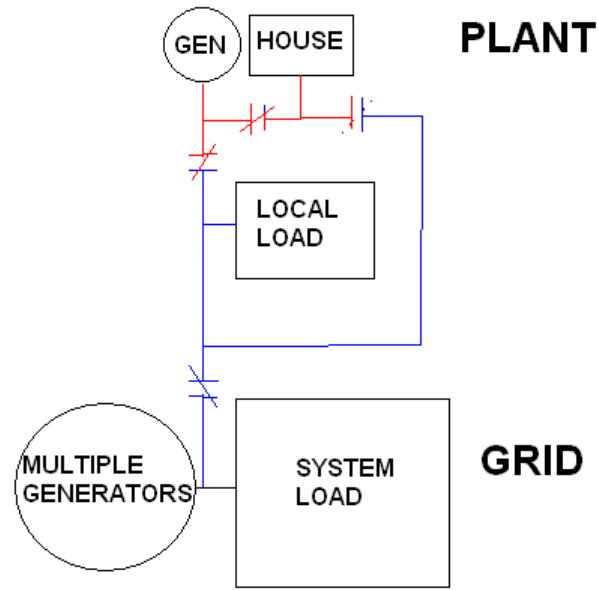 GEN
HOUSE
PLANT
LOCAL
LOAD
MULTIPLE
GENERATORS
SYSTEM
LOAD
GRID